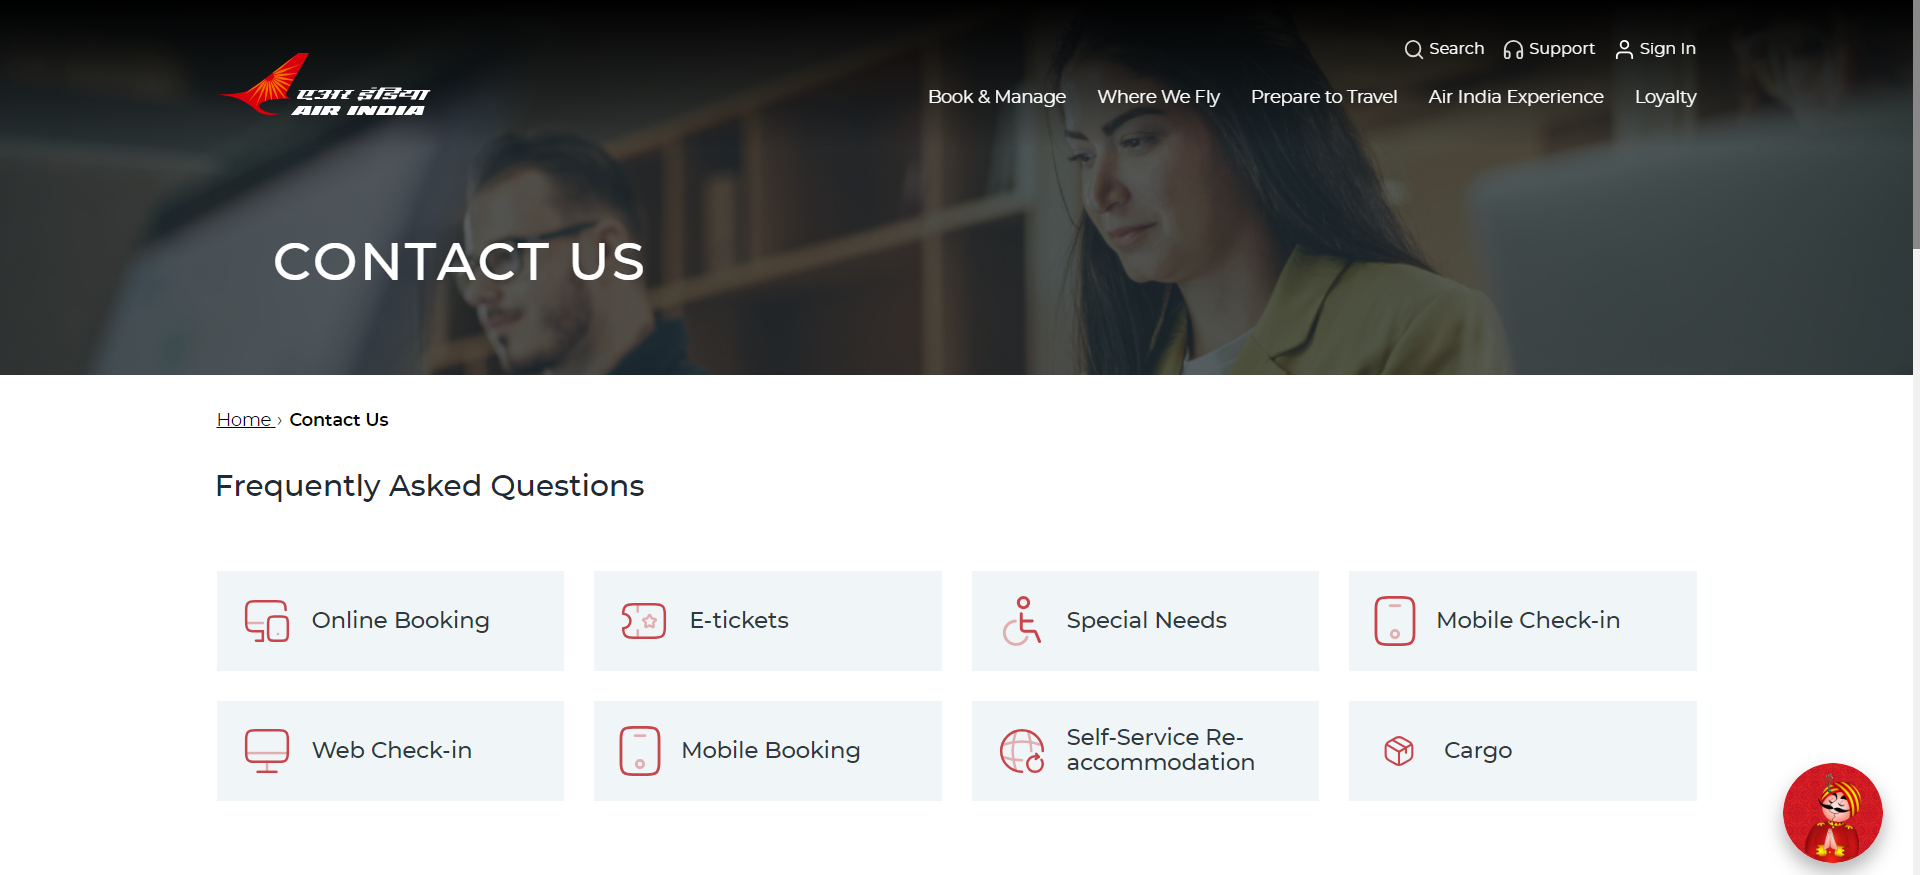 Search Support Sign In
एअर इंडिया
AIR INDIA
Book & Manage Where We Fly Prepare to Travel Air India Experience Loyalty
CONTACT US
Home › Contact Us
Frequently Asked Questions
Online Booking
E-tickets
Special Needs
Mobile Check-in
Web Check-in
Mobile Booking
Self-Service Re-
accommodation
Cargo